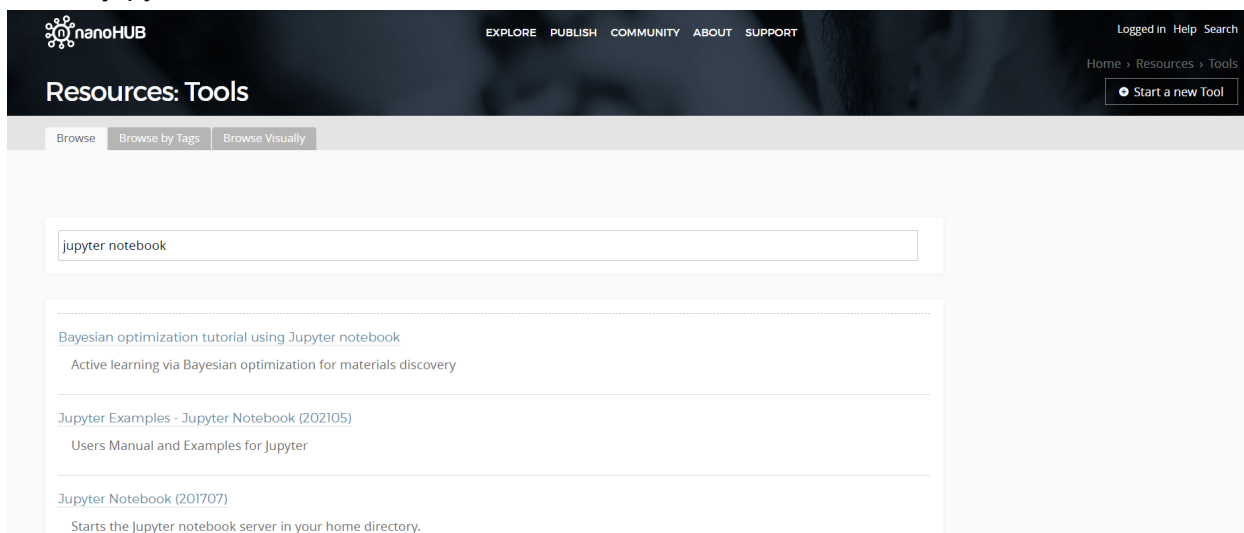 nanoHUB
EXPLORE PUBLISH COMMUNITY ABOUT SUPPORT
Logged in Help Search
Home › Resources › Tools
Resources: Tools
Start a new Tool
Browse Browse by Tags Browse Visually
jupyter notebook
Bayesian optimization tutorial using Jupyter notebook
Active learning via Bayesian optimization for materials discovery
Jupyter Examples - Jupyter Notebook (202105)
Users Manual and Examples for Jupyter
Jupyter Notebook (201707)
Starts the Jupyter notebook server in your home directory.